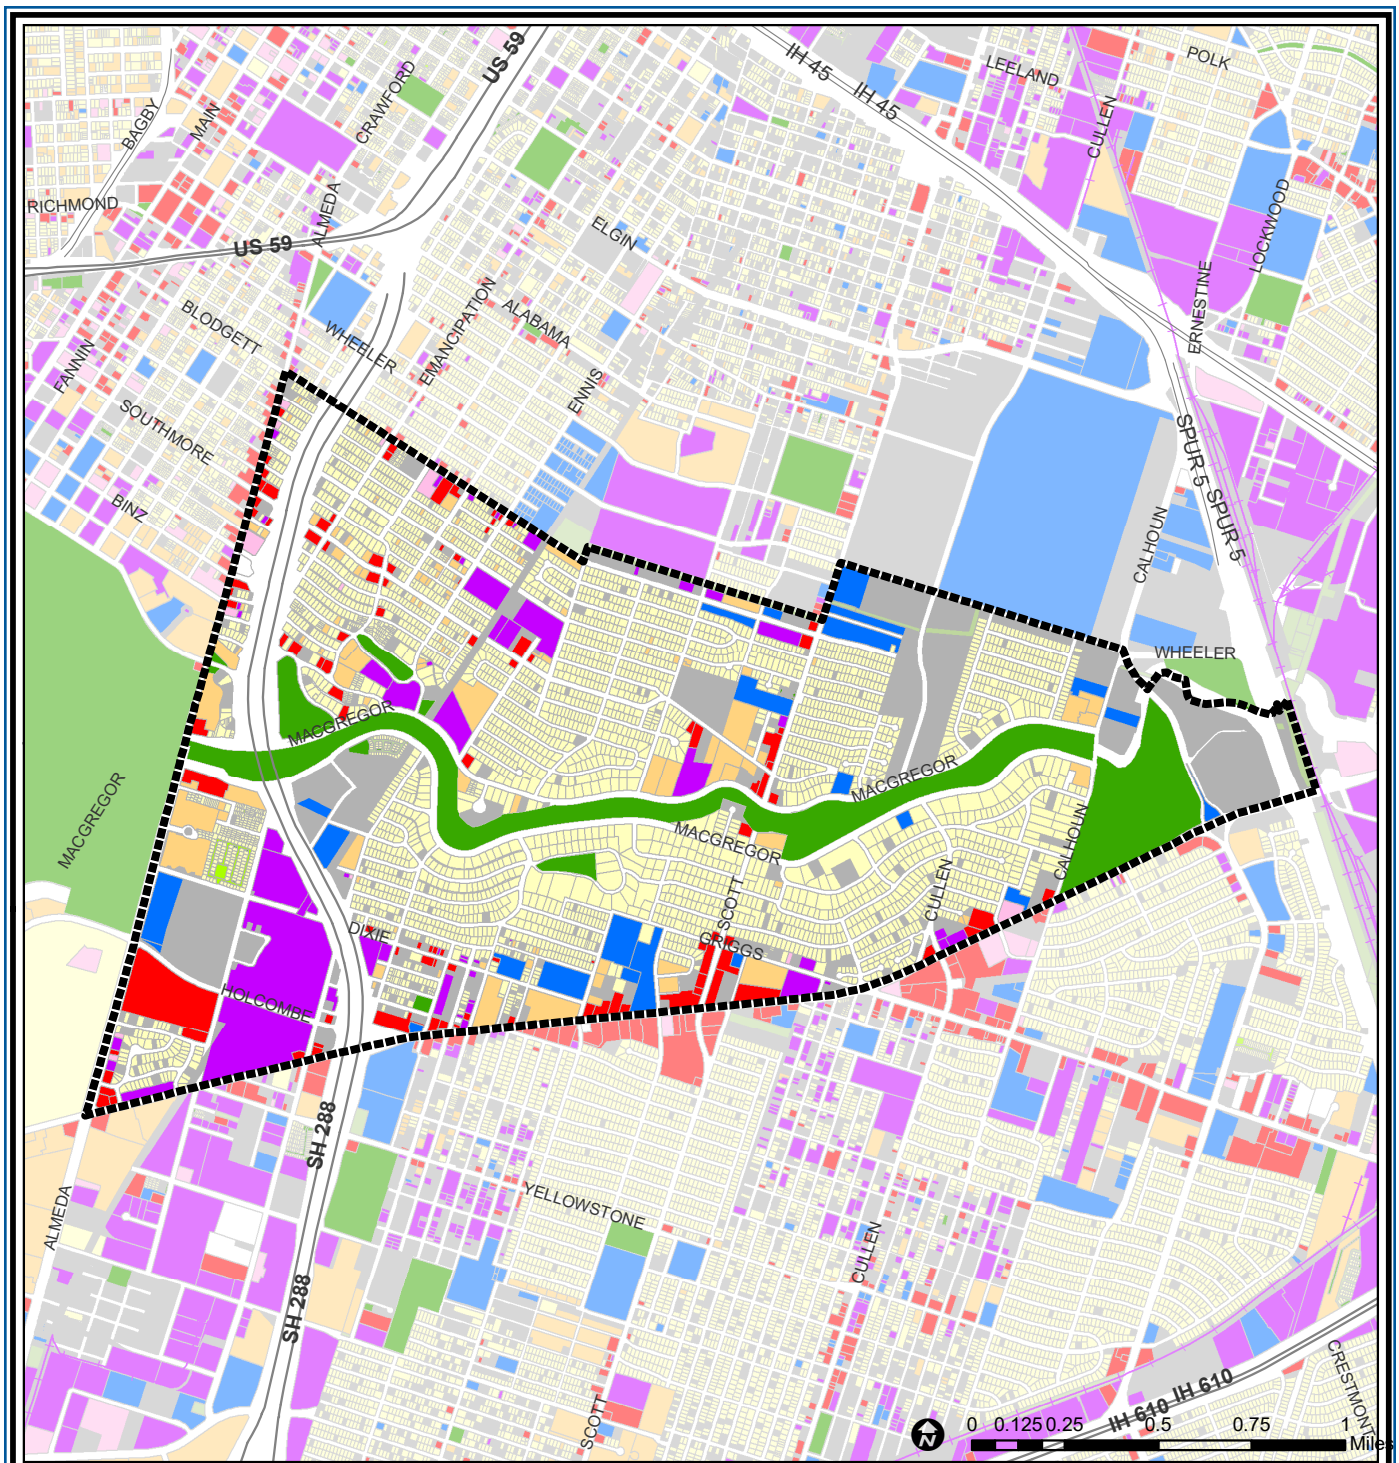 US 59
IH 45
IH 45
LEELAND
POLK
BAGBY
MAIN
CRAWFORD
CULLEN
RICHMOND
ALMEDA
US 59
ELGIN
LOCKWOOD
ERNESTINE
BLODGETT
WHEELER
EMANCIPATION
ALABAMA
FANNIN
ENNIS
SOUTHMORE
BINZ
SPUR 5
SPUR 5
CALHOUN
WHEELER
MACGREGOR
MACGREGOR
MACGREGOR
MACGREGOR
CALHOUN
CULLEN
SCOTT
DIXIE
GRIGGS
HOLCOMBE
SH 288
ALMEDA
YELLOWSTONE
CULLEN
SH 288
SCOTT
CRESTMONT
IH 610
IH 610
0 0.125 0.25 0.5 0.75 1
Miles
N